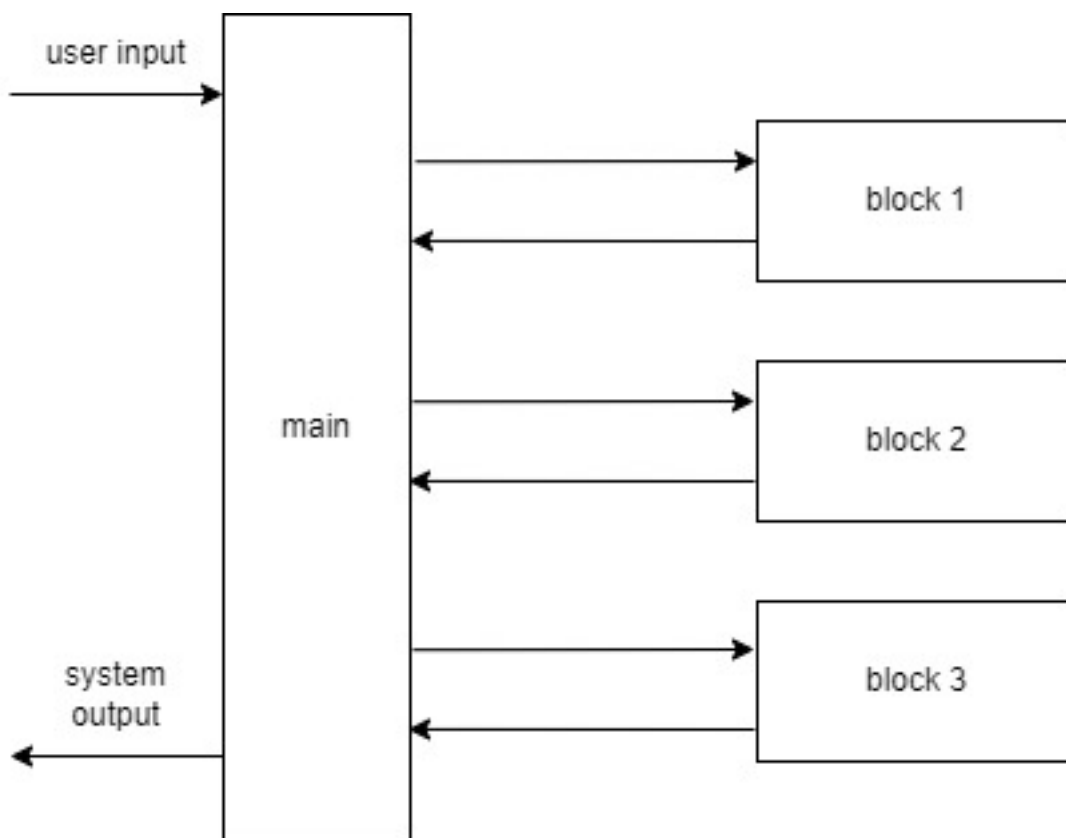 user input
block 1
main
block 2
system
output
block 3